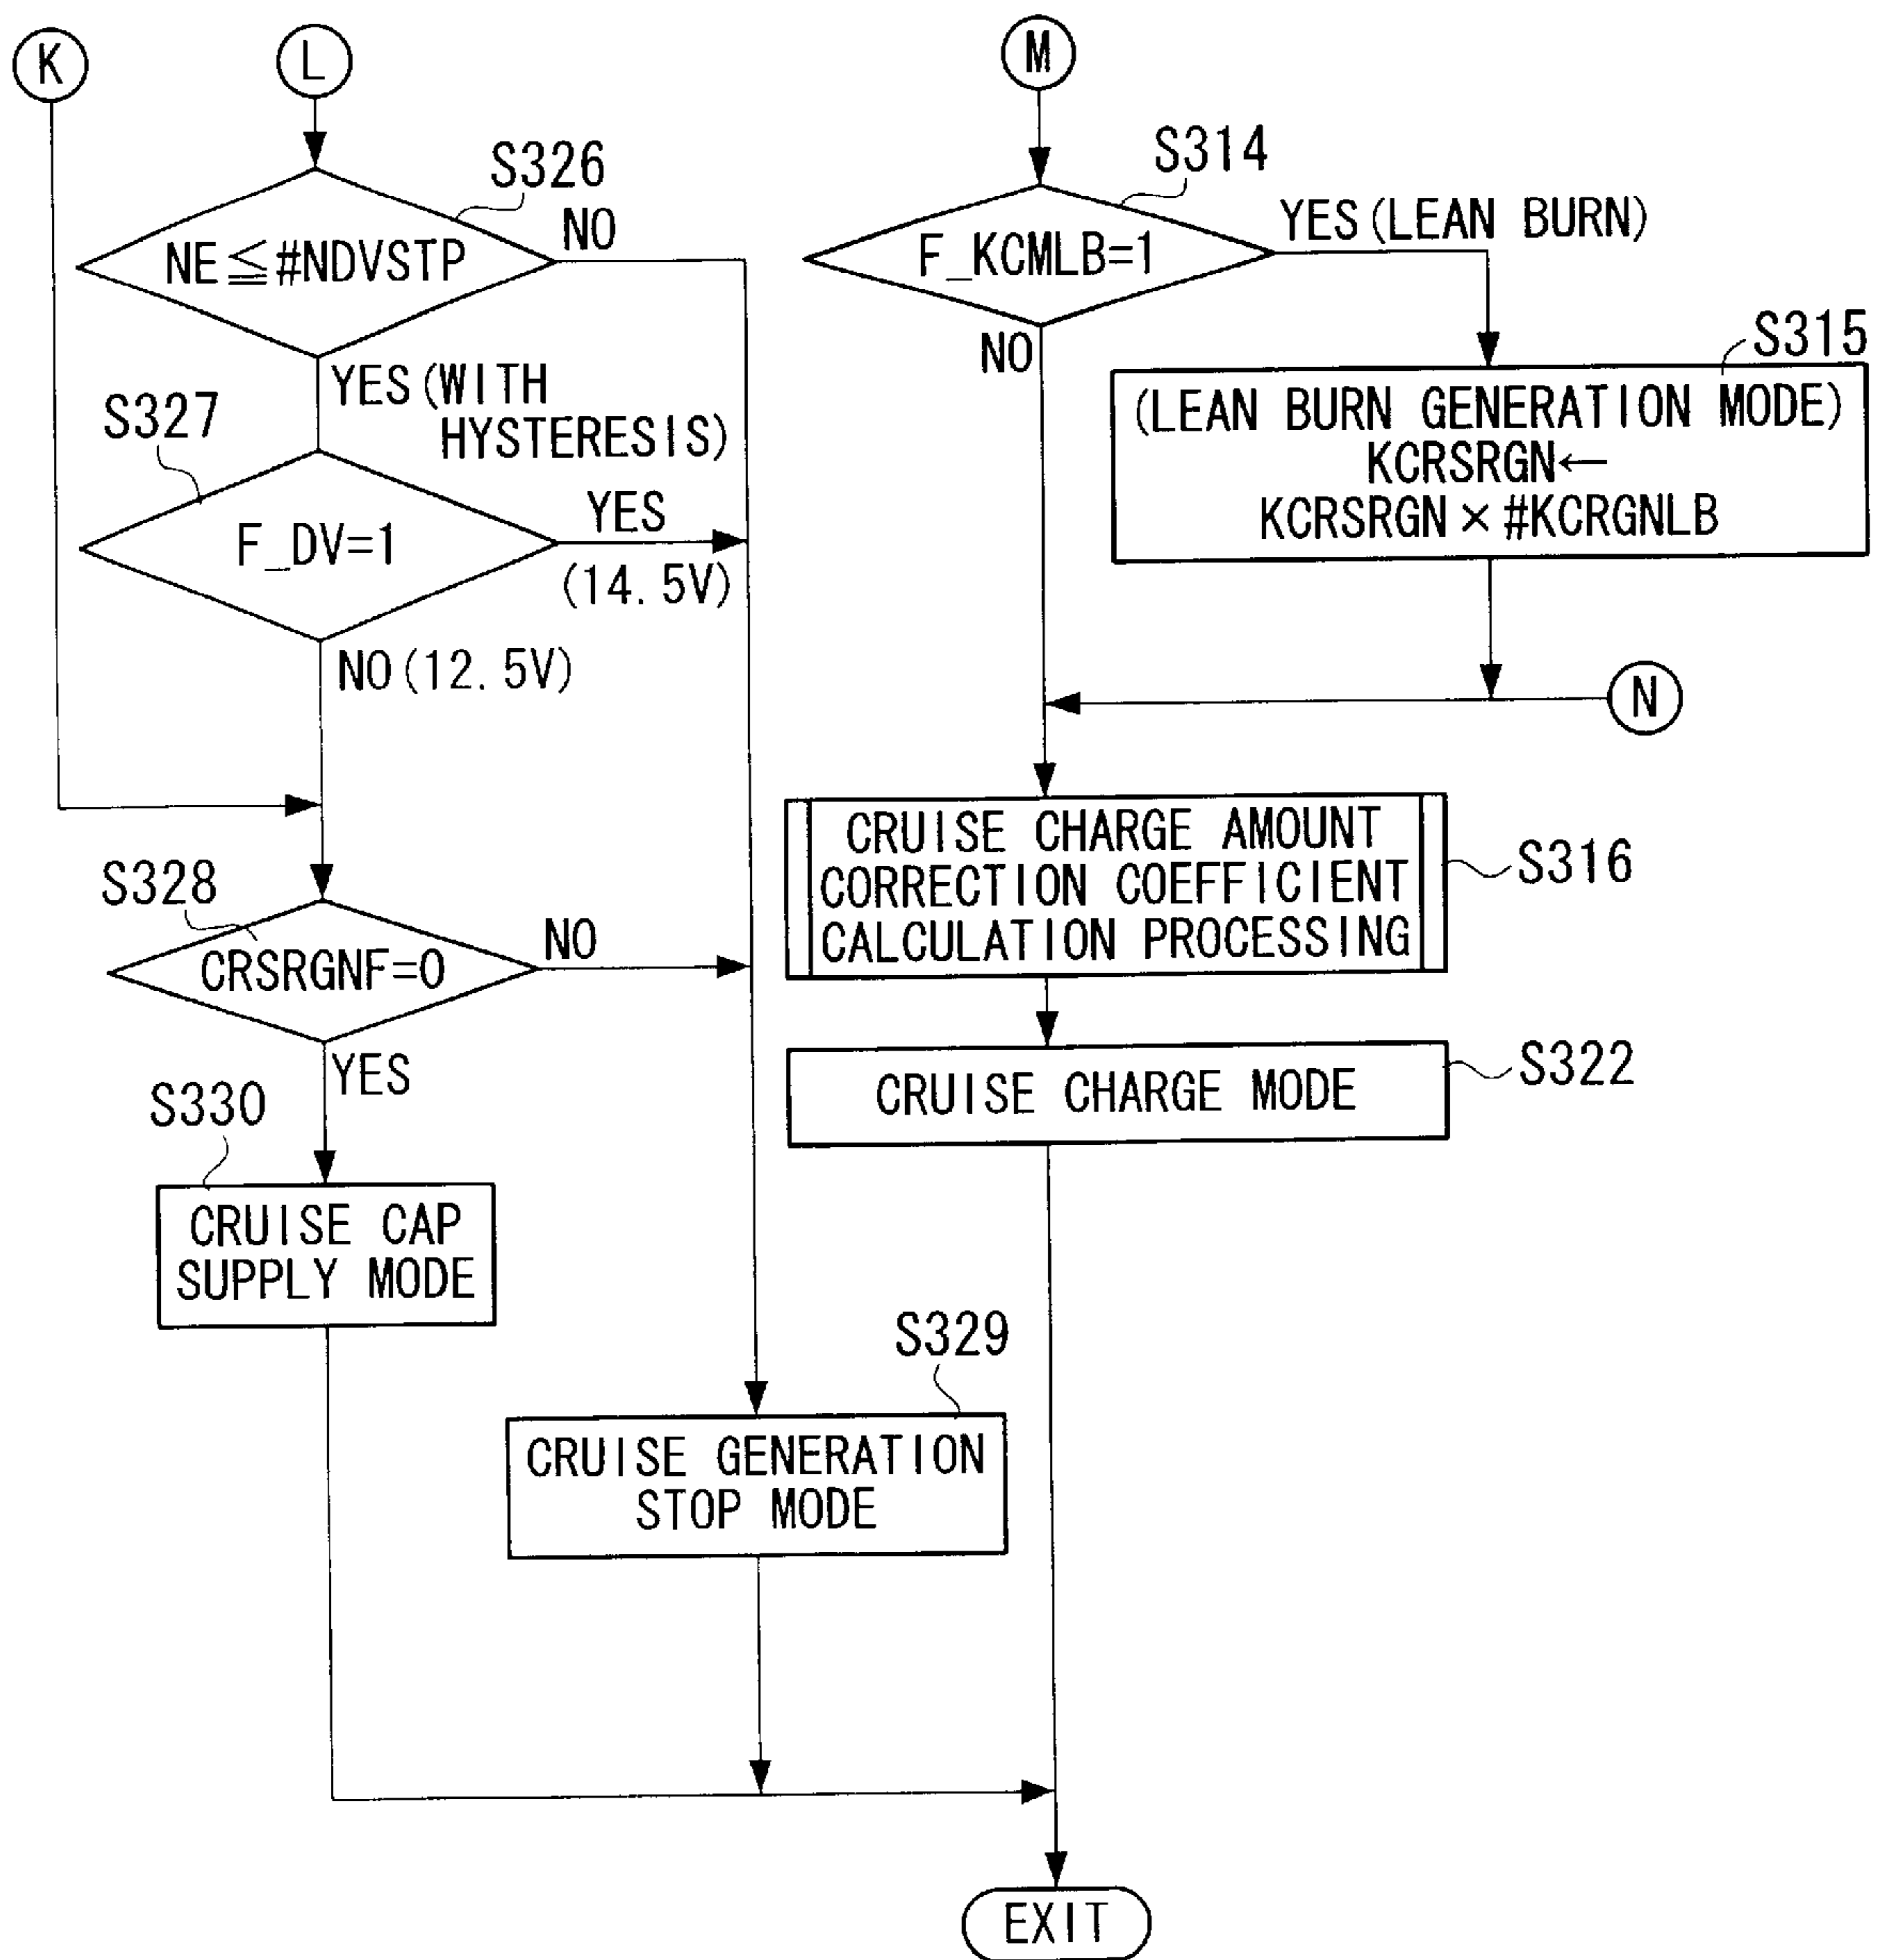 K
L
M
S326
NE≦#NDVSTP
NO
YES(WITH
HYSTERESIS)
S327
F_DV=1
YES
(14.5V)
NO(12.5V)
S328
CRSRGNF=0
NO
YES
S330
CRUISE CAP
SUPPLY MODE
S329
CRUISE GENERATION
STOP MODE
S314
F_KCMLB=1
YES(LEAN BURN)
NO
S315
(LEAN BURN GENERATION MODE)
KCRSRGN←
KCRSRGN×#KCRGNLB
N
CRUISE CHARGE AMOUNT
CORRECTION COEFFICIENT
CALCULATION PROCESSING
S316
CRUISE CHARGE MODE
S322
EXIT